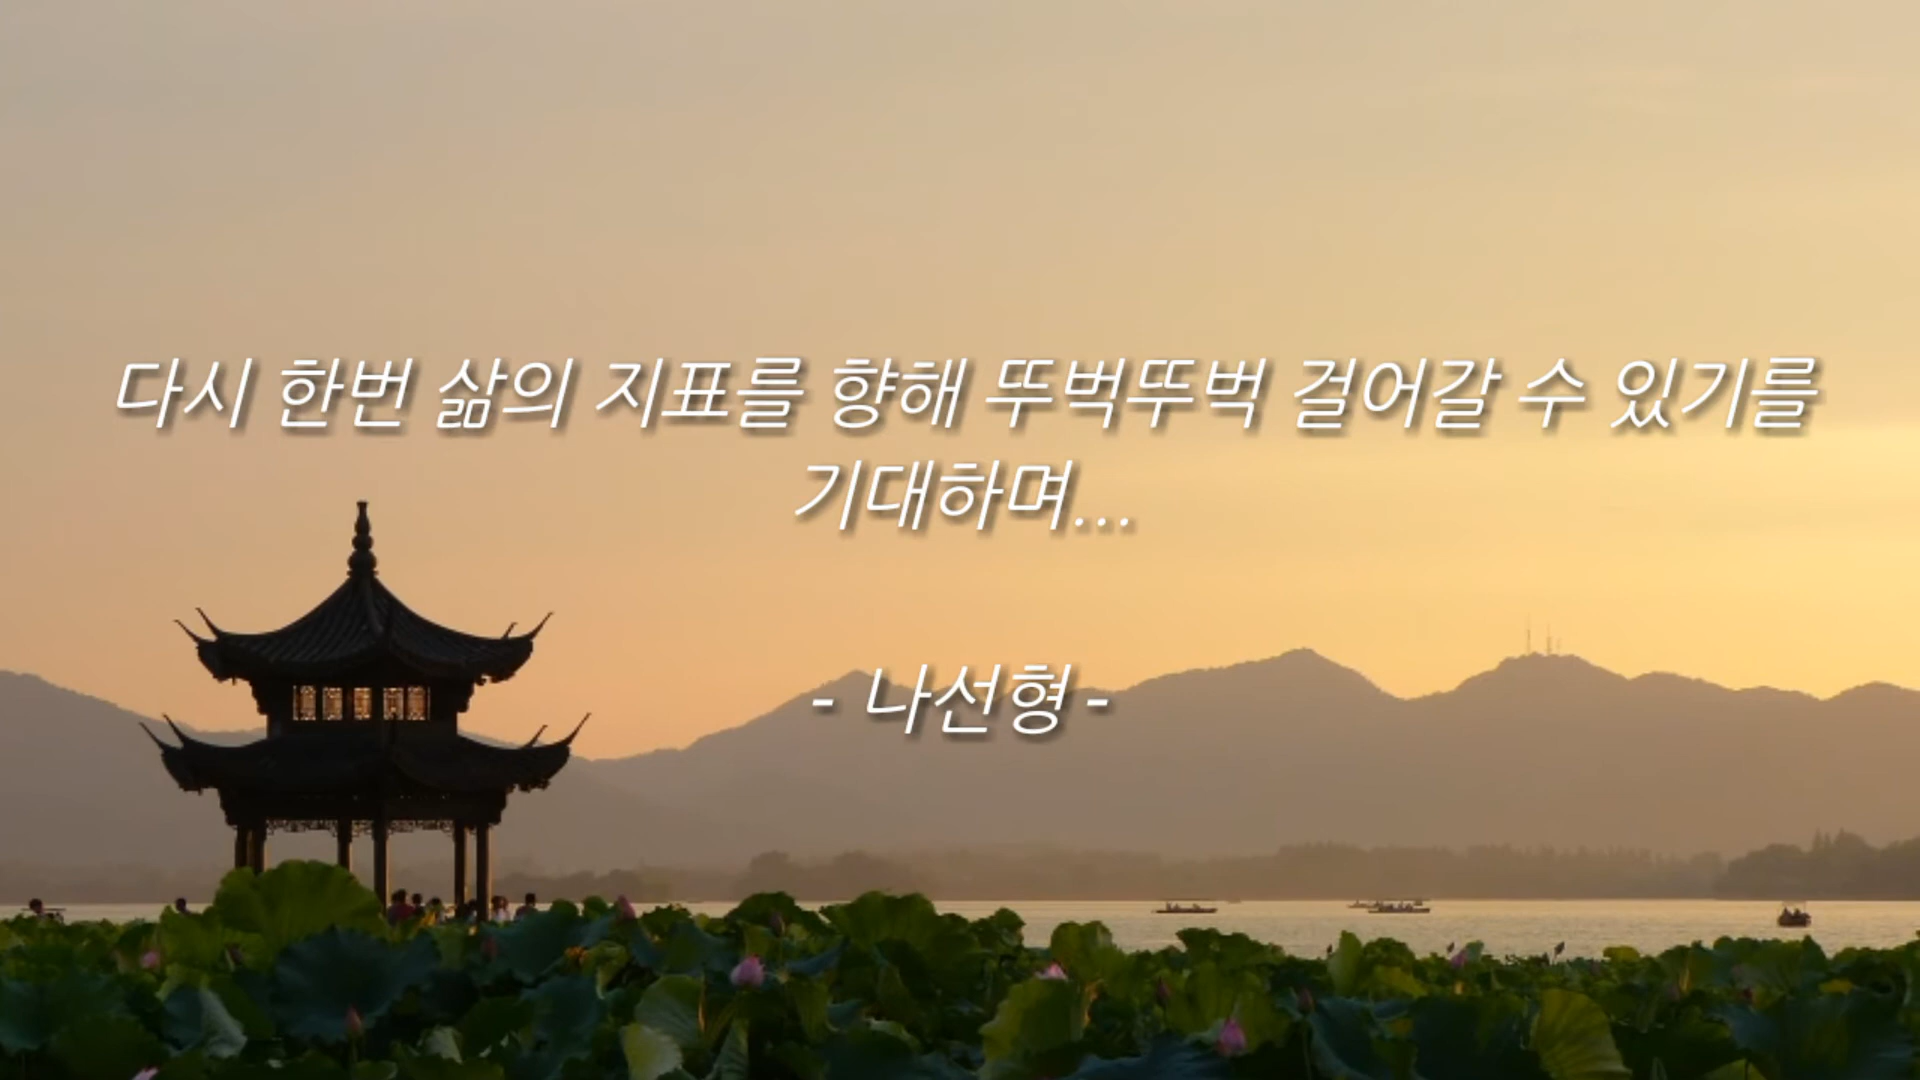 다시 한번 삶의 지표를 향해 뚜벅뚜벅 걸어갈 수 있기를
기대하며...
- 나선형 -